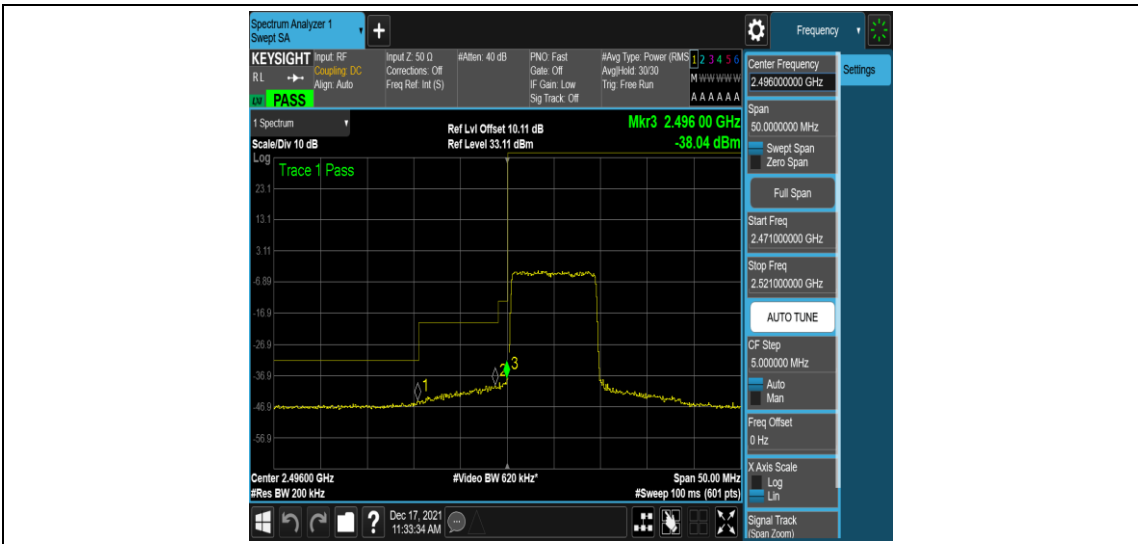 Spectrum Analyzer 1
Swept SA
+
Frequency
KEYSIGHT
RL
PASS
Input: RF
Coupling: DC
Align: Auto
Input Z: 50 Ω
Corrections: Off
Freq Ref: Int (S)
#Atten: 40 dB
PNO: Fast
Gate: Off
IF Gain: Low
Sig Track: Off
#Avg Type: Power (RMS
Avg|Hold: 30/30
Trig: Free Run
1 2 3 4 5 6
M W W W W W
A A A A A A
1 Spectrum
Scale/Div 10 dB
Ref Lvl Offset 10.11 dB
Ref Level 33.11 dBm
Mkr3 2.496 00 GHz
-38.04 dBm
Log
Trace 1 Pass
23.1
13.1
3.11
-6.89
-16.9
-26.9
-36.9
-46.9
-56.9
1
2
3
Center 2.49600 GHz
#Res BW 200 kHz
#Video BW 620 kHz*
Span 50.00 MHz
#Sweep 100 ms (601 pts)
?
Dec 17, 2021
11:33:34 AM
Center Frequency
2.496000000 GHz
Settings
Span
50.0000000 MHz
Swept Span
Zero Span
Full Span
Start Freq
2.471000000 GHz
Stop Freq
2.521000000 GHz
AUTO TUNE
CF Step
5.000000 MHz
Auto
Man
Freq Offset
0 Hz
X Axis Scale
Log
Lin
Signal Track
(Span Zoom)